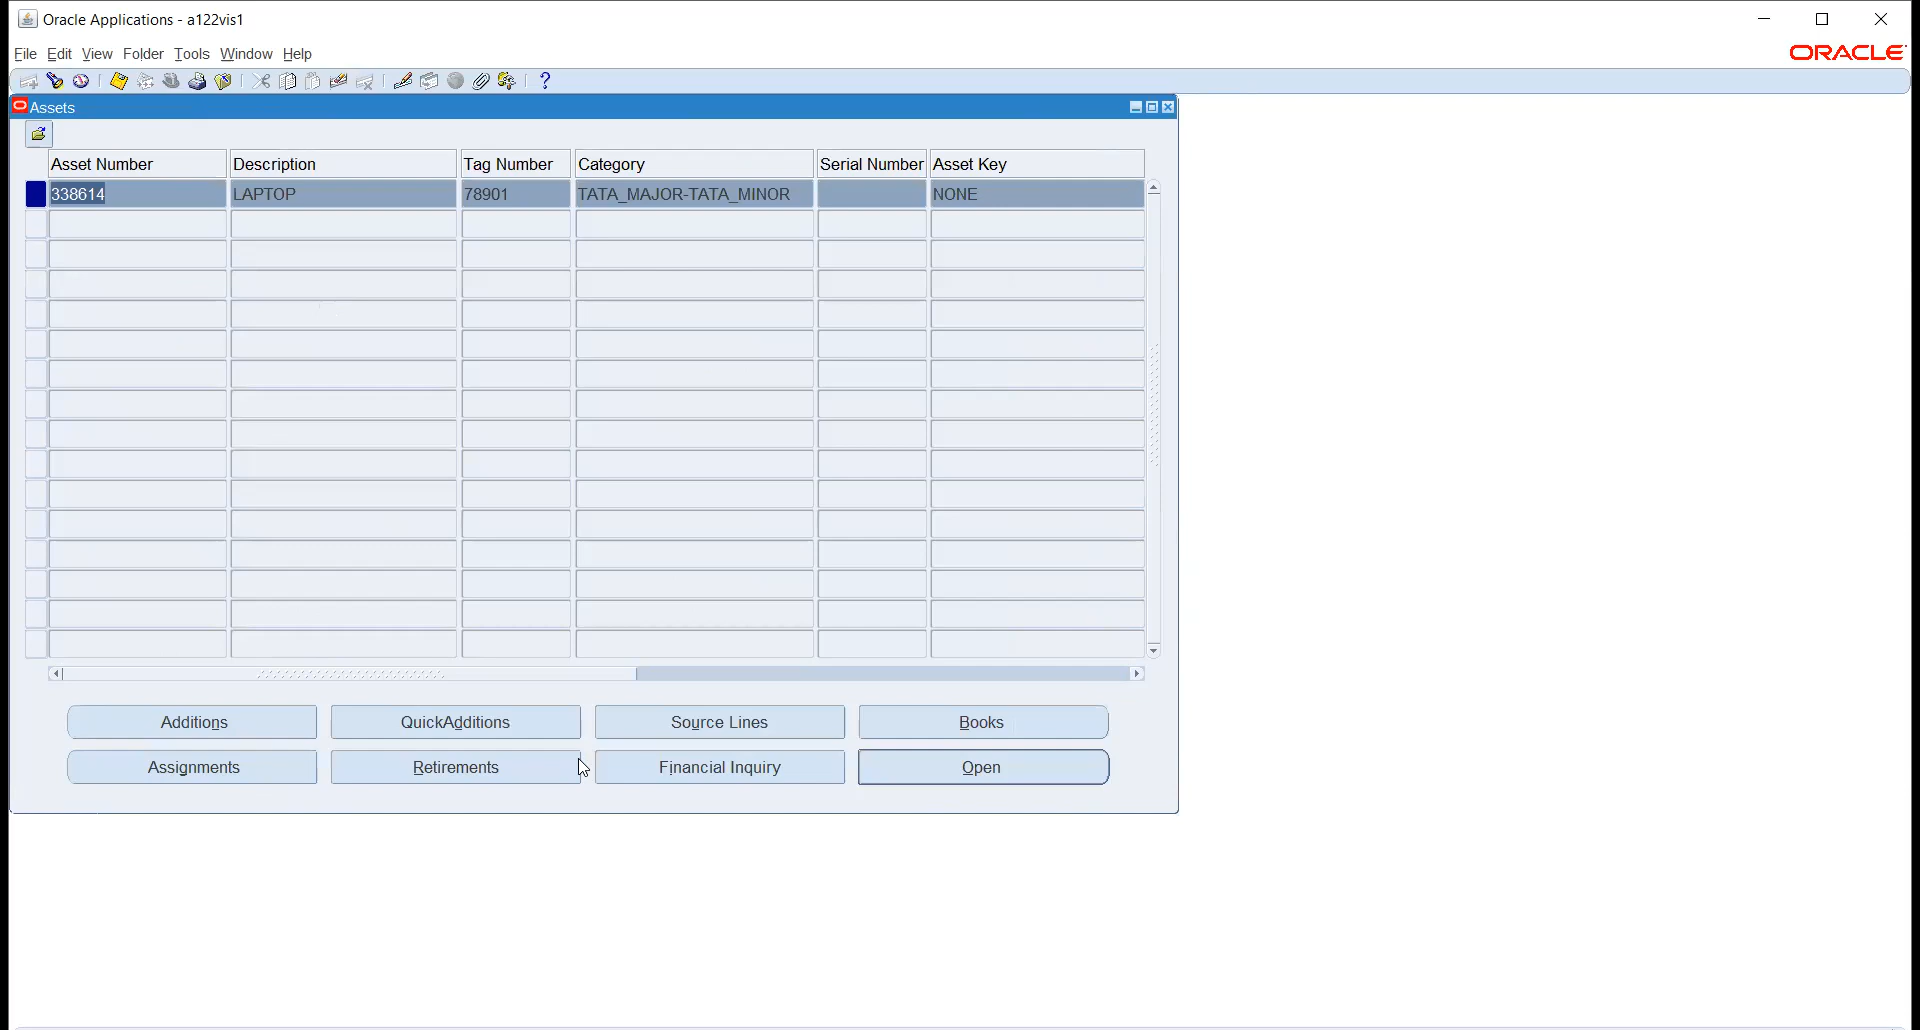 Oracle Applications - a122vis1
File Edit View Folder Tools Window Help
ORACLE
Assets
Asset Number Description Tag Number Category Serial Number Asset Key
338614 LAPTOP 78901 TATA_MAJOR-TATA_MINOR NONE
Additions QuickAdditions Source Lines Books
Assignments Retirements Financial Inquiry Open